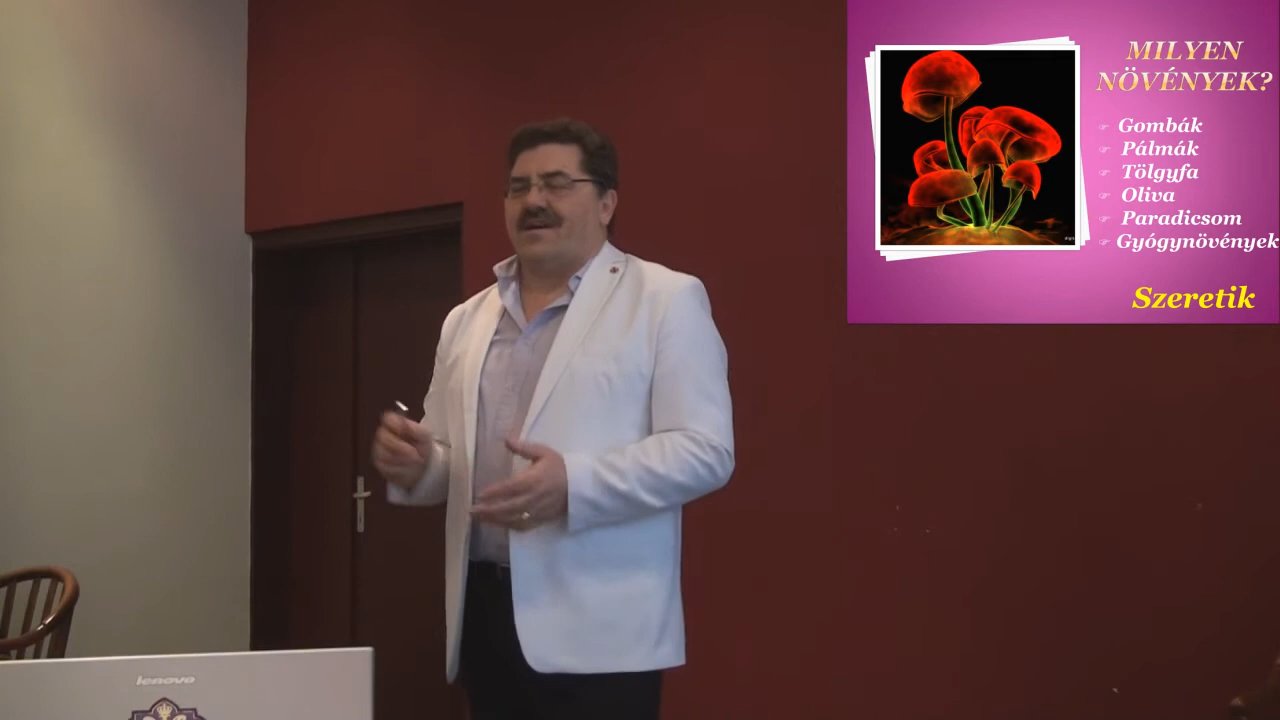 MILYEN
NÖVÉNYEK?
Gombák
Pálmák
Tölgyfa
Oliva
Paradicsom
Gyógynövények
Szeretik
lenovo